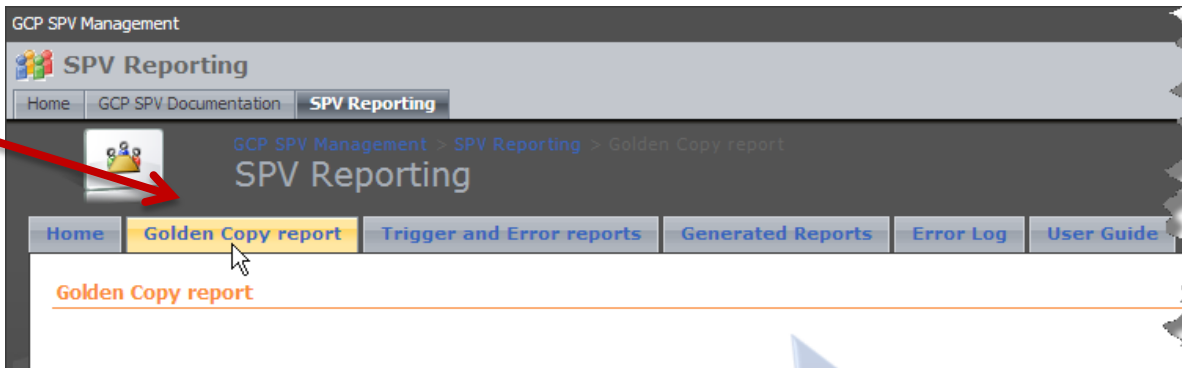 GCP SPV Management
SPV Reporting
Home GCP SPV Documentation SPV Reporting
GCP SPV Management > SPV Reporting > Golden Copy report
SPV Reporting
Home Golden Copy report Trigger and Error reports Generated Reports Error Log User Guide
Golden Copy report